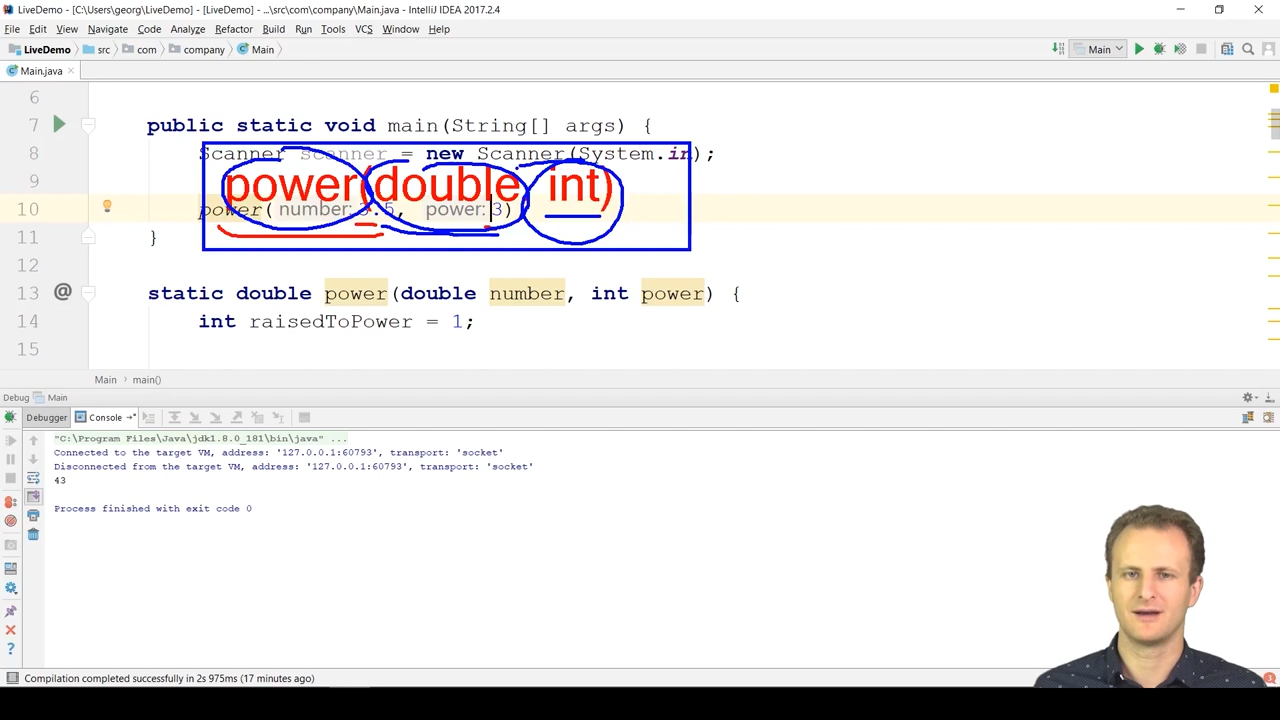 LiveDemo - [C:\Users\georg\LiveDemo] - [LiveDemo] - ...\src\com\company\Main.java - IntelliJ IDEA 2017.2.4
File Edit View Navigate Code Analyze Refactor Build Run Tools VCS Window Help
LiveDemo src com company Main Main
Main.java
6
7 public static void main(String[] args) {
8 Scanner scanner = new Scanner(System.in);
9 power(double int)
10 power( number: 3.5, power: 3)
11 }
12
13 @ static double power(double number, int power) {
14 int raisedToPower = 1;
15
Main main()
Debug Main
Debugger Console
"C:\Program Files\Java\jdk1.8.0_181\bin\java" ...
Connected to the target VM, address: '127.0.0.1:60793', transport: 'socket'
Disconnected from the target VM, address: '127.0.0.1:60793', transport: 'socket'
43
Process finished with exit code 0
Compilation completed successfully in 2s 975ms (17 minutes ago)
3